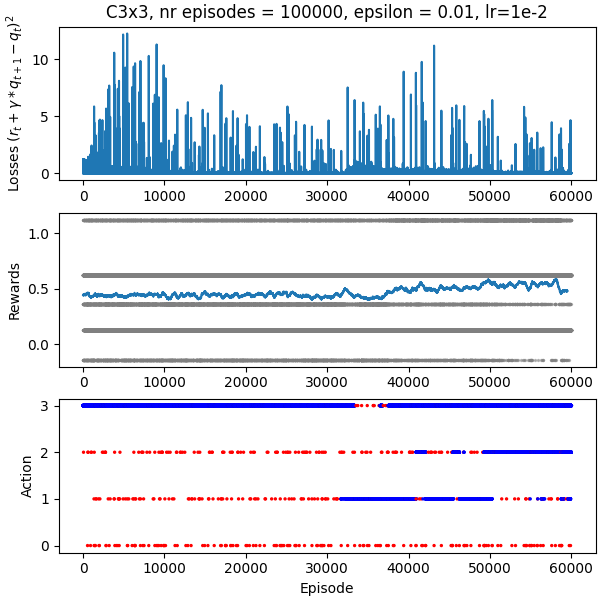 C3x3, nr episodes = 100000, epsilon = 0.01, lr=1e-2
Losses $(r_t + \gamma * q_{t+1} - q_t)^2$
10
5
0
0 10000 20000 30000 40000 50000 60000
Rewards
1.0
0.5
0.0
0 10000 20000 30000 40000 50000 60000
Action
3
2
1
0
0 10000 20000 30000 40000 50000 60000
Episode